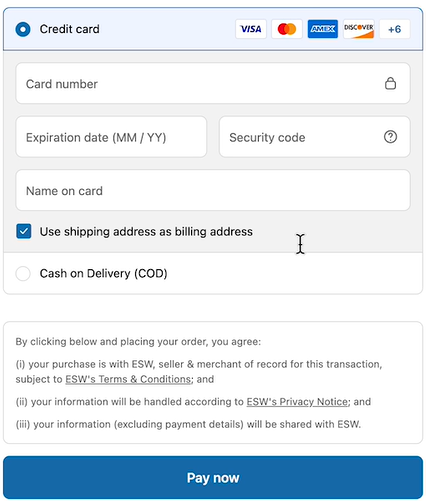 Credit card VISA mastercard AMEX DISCOVER +6
Card number
Expiration date (MM / YY) Security code
Name on card
Use shipping address as billing address
Cash on Delivery (COD)
By clicking below and placing your order, you agree:
(i) your purchase is with ESW, seller & merchant of record for this transaction,
subject to ESW's Terms & Conditions; and
(ii) your information will be handled according to ESW's Privacy Notice; and
(iii) your information (excluding payment details) will be shared with ESW.
Pay now